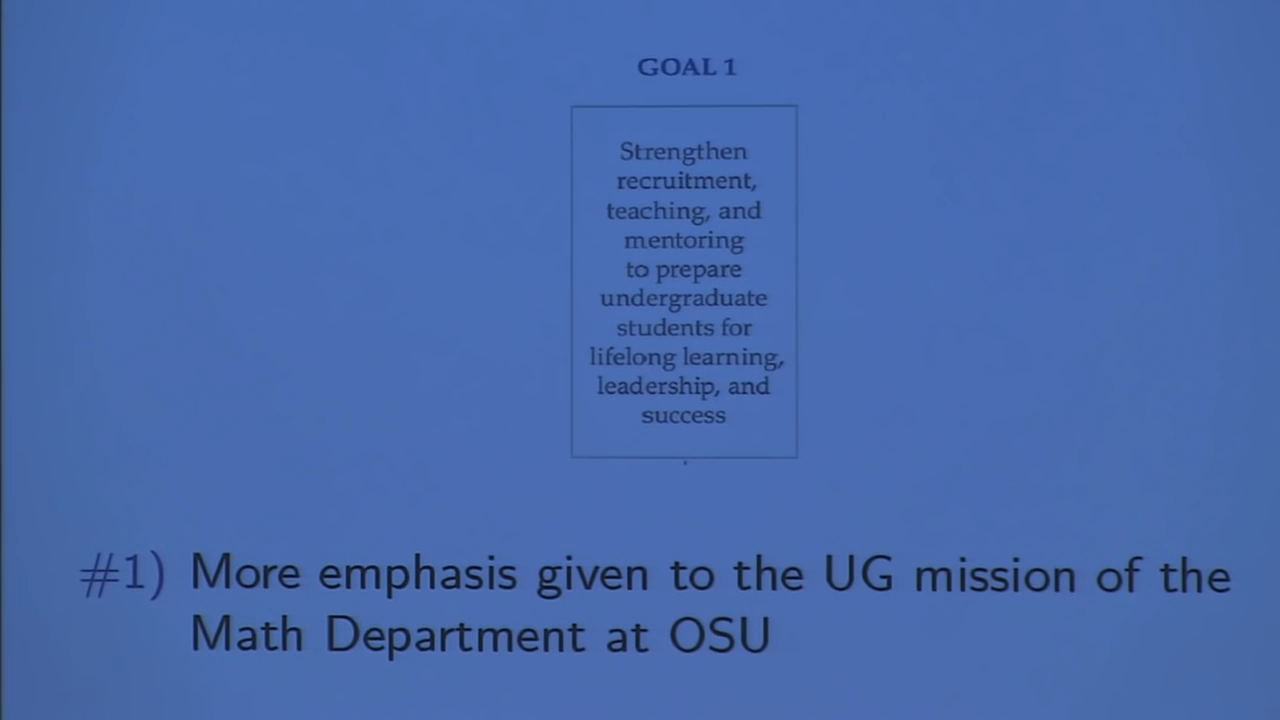 GOAL 1
Strengthen
recruitment,
teaching, and
mentoring
to prepare
undergraduate
students for
lifelong learning,
leadership, and
success
#1) More emphasis given to the UG mission of the
Math Department at OSU